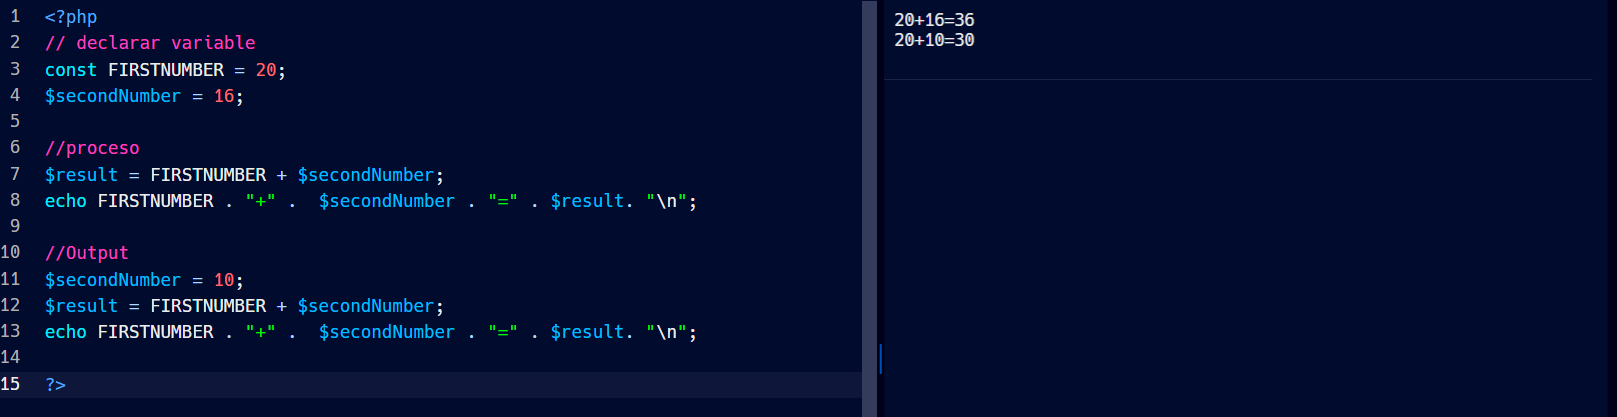 1 <?php
2 // declarar variable
3 const FIRSTNUMBER = 20;
4 $secondNumber = 16;
5
6 //proceso
7 $result = FIRSTNUMBER + $secondNumber;
8 echo FIRSTNUMBER . "+" .  $secondNumber . "=" . $result. "\n";
9
10 //Output
11 $secondNumber = 10;
12 $result = FIRSTNUMBER + $secondNumber;
13 echo FIRSTNUMBER . "+" .  $secondNumber . "=" . $result. "\n";
14
15 ?>
20+16=36
20+10=30